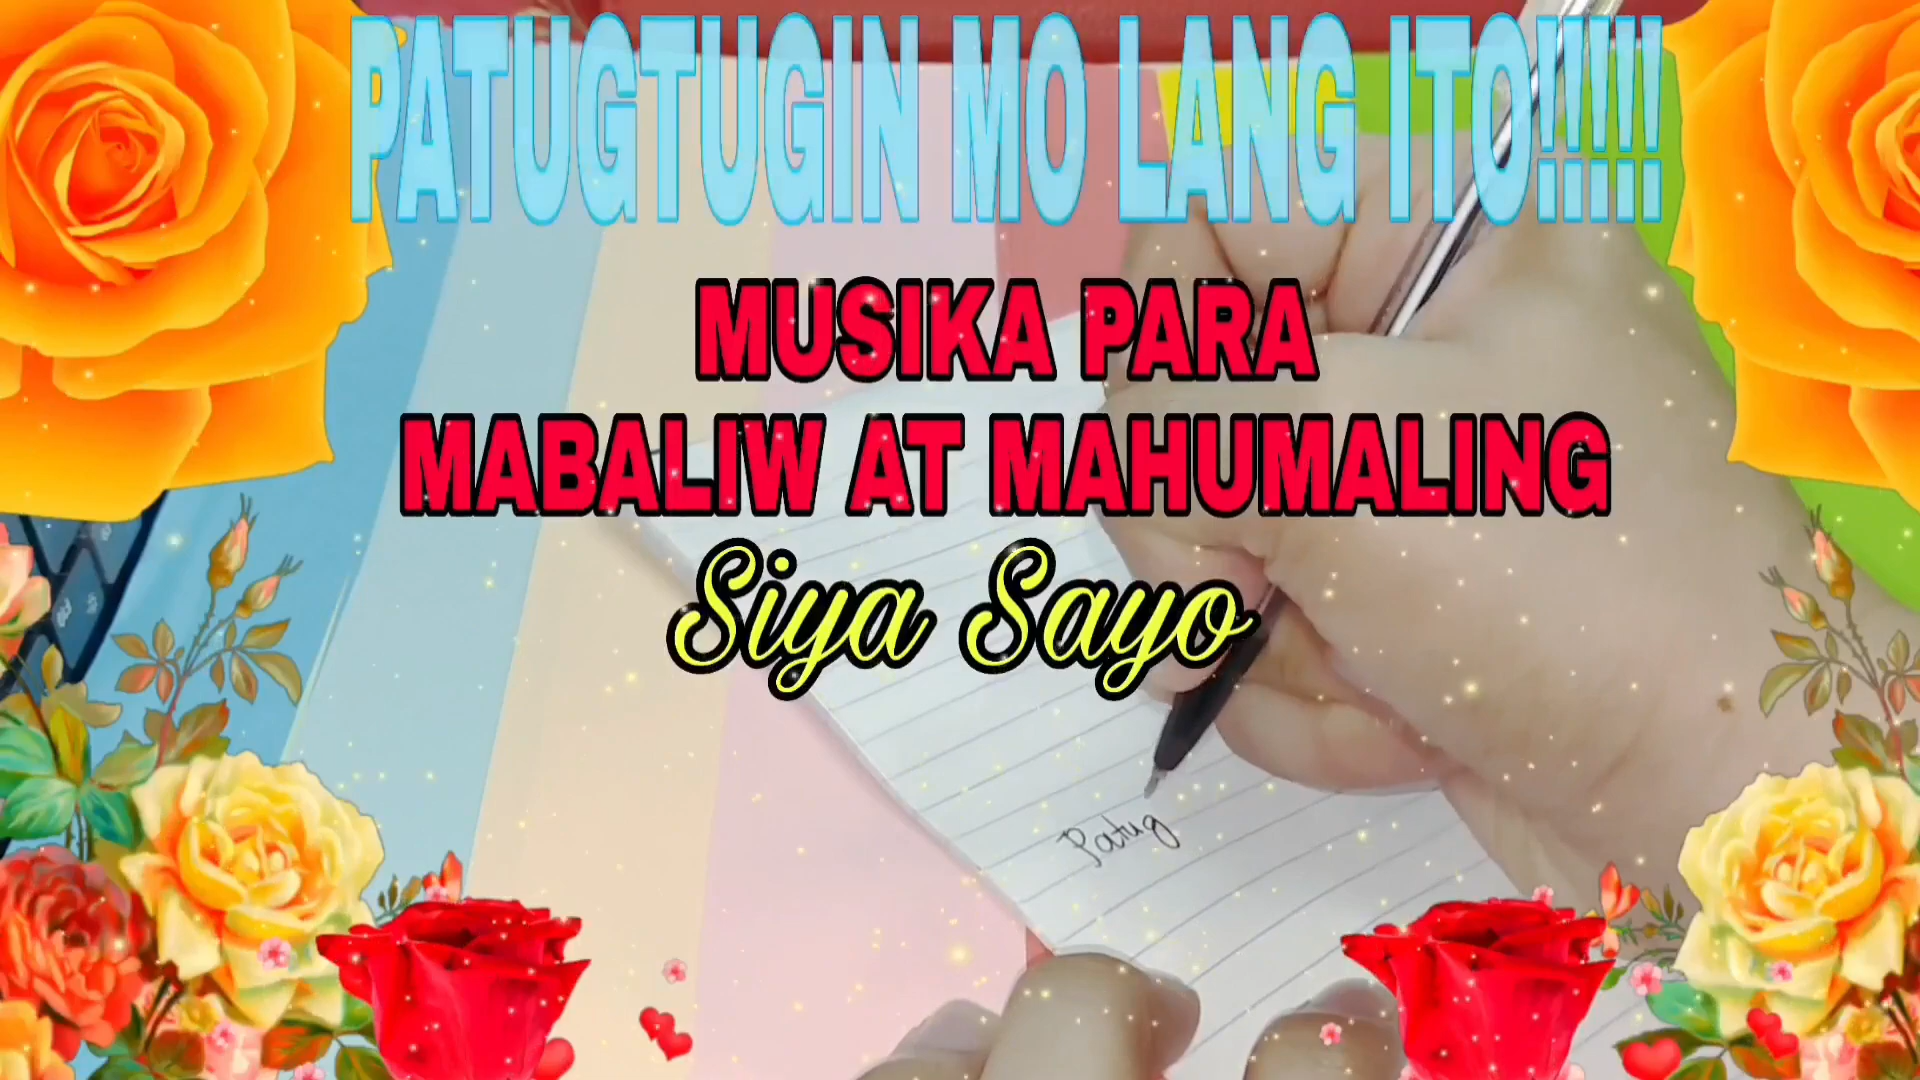 PATUGTUGIN MO LANG ITO!!!!!
MUSIKA PARA
MABALIW AT MAHUMALING
Siya Sayo
Patug